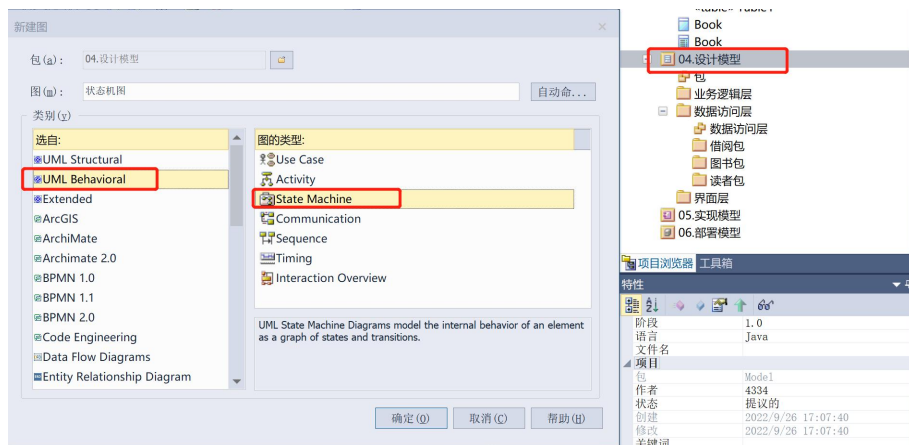 新建图
包(a):
04.设计模型
图(m):
状态机图
自动命...
类别(y)
选自:
UML Structural
UML Behavioral
Extended
ArcGIS
ArchiMate
Archimate 2.0
BPMN 1.0
BPMN 1.1
BPMN 2.0
Code Engineering
Data Flow Diagrams
Entity Relationship Diagram
图的类型:
Use Case
Activity
State Machine
Communication
Sequence
Timing
Interaction Overview
UML State Machine Diagrams model the internal behavior of an element
as a graph of states and transitions.
确定(O)
取消(C)
帮助(H)
«table» Table1
Book
Book
04.设计模型
包
业务逻辑层
数据访问层
数据访问层
借阅包
图书包
读者包
界面层
05.实现模型
06.部署模型
项目浏览器 工具箱
特性
阶段 1.0
语言 Java
文件名
项目
包 Model
作者 4334
状态 提议的
创建 2022/9/26 17:07:40
修改 2022/9/26 17:07:40
关键词